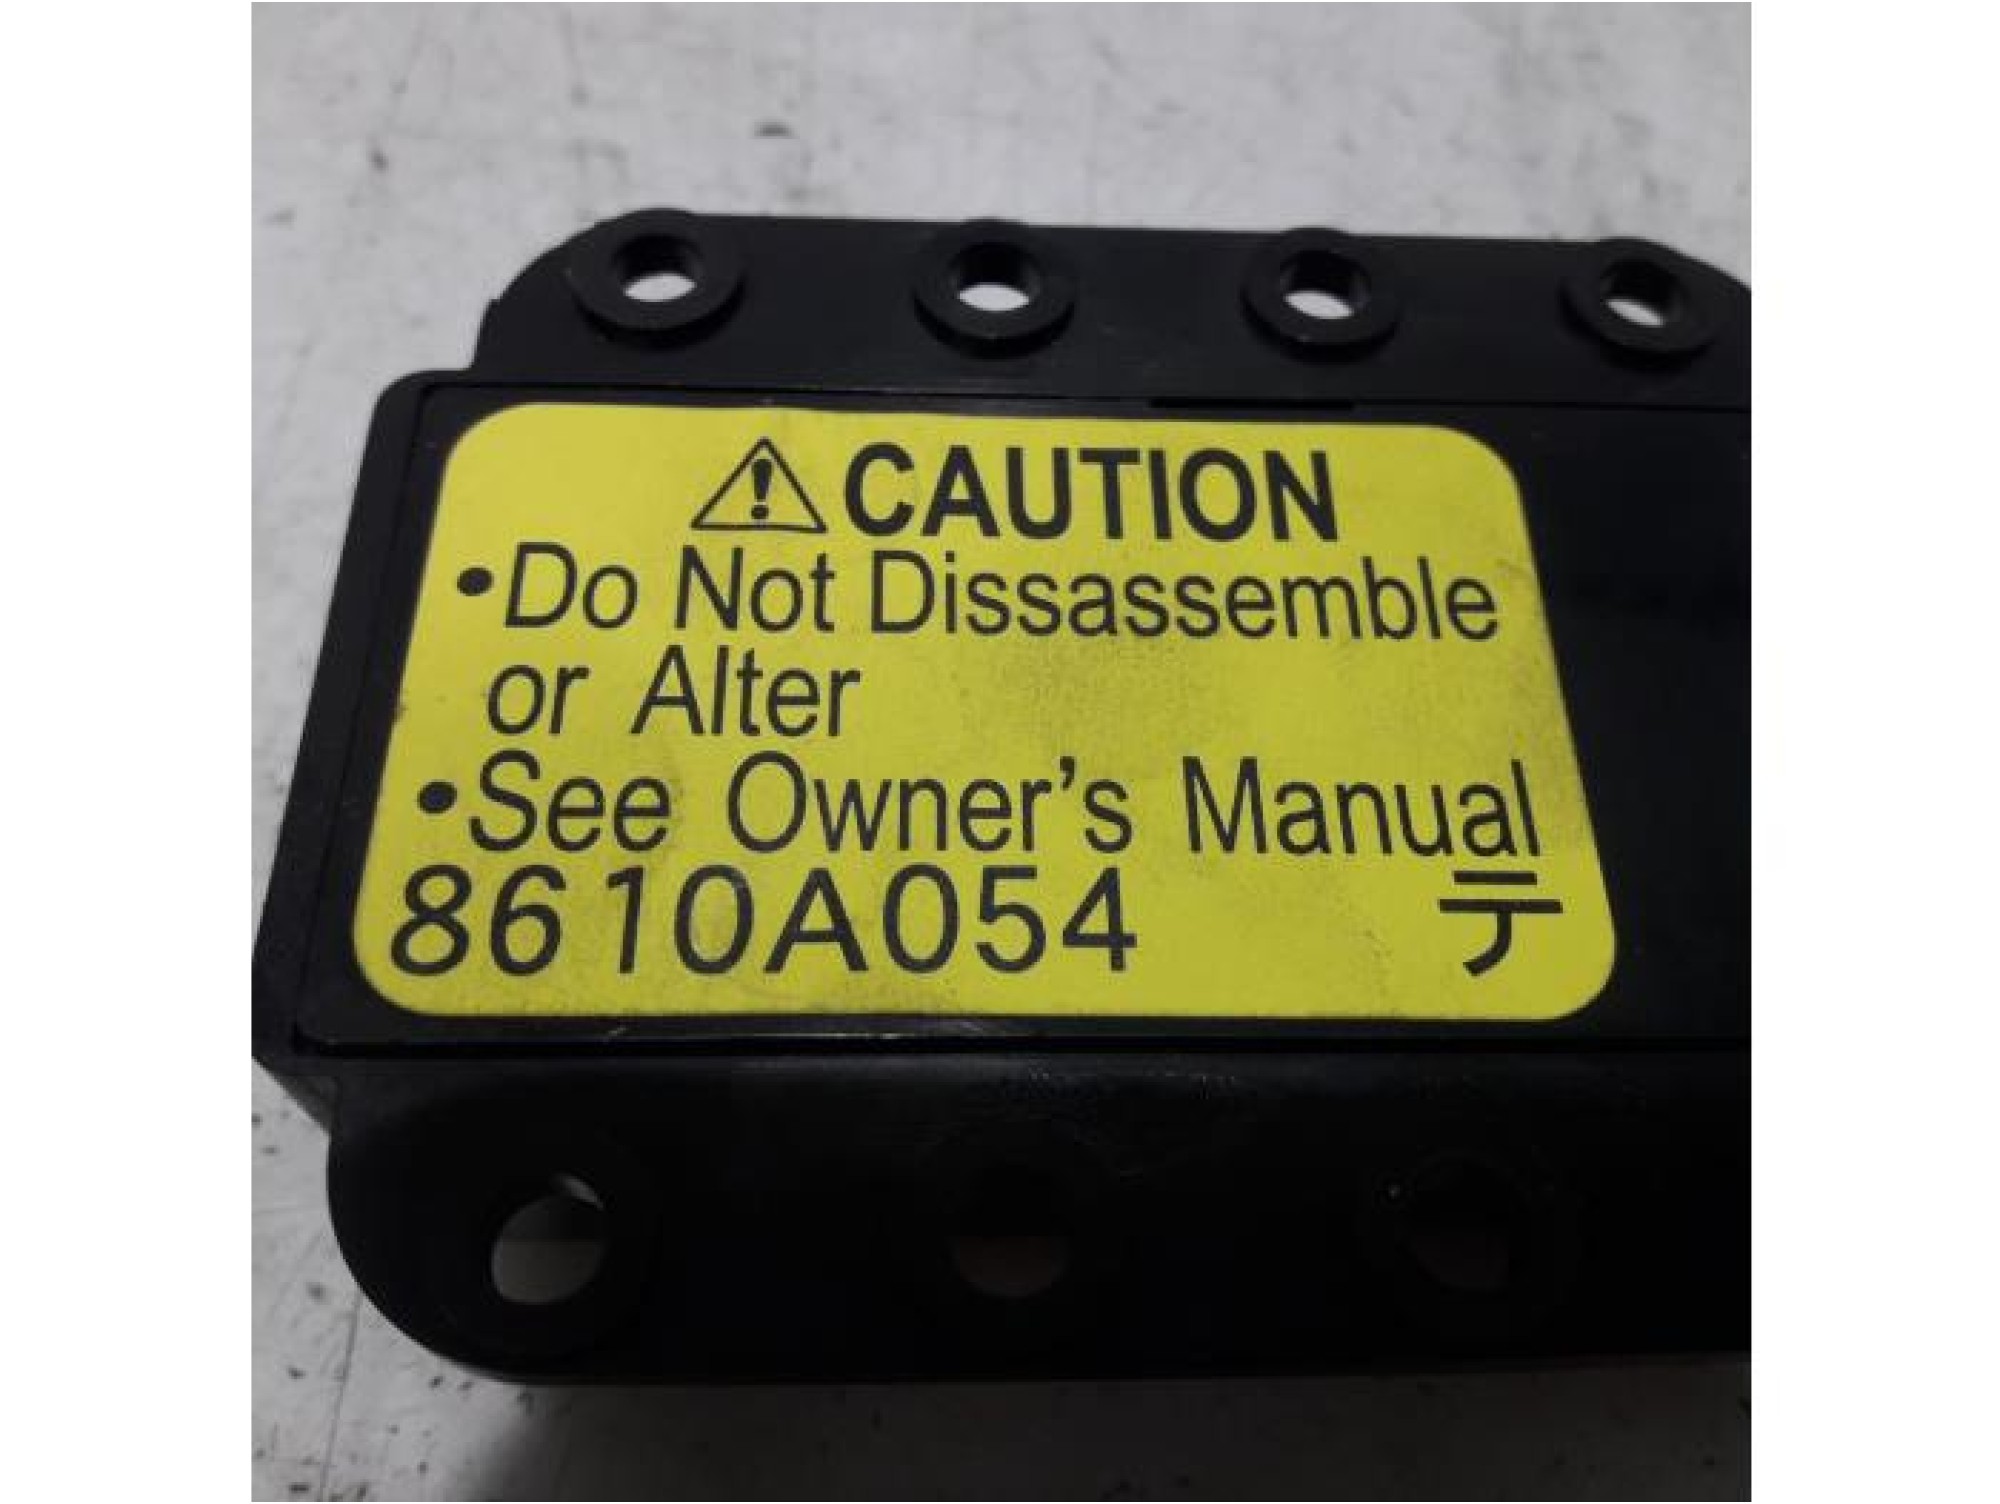 ⚠CAUTION
•Do Not Dissassemble
or Alter
•See Owner's Manual
8610A054 テ